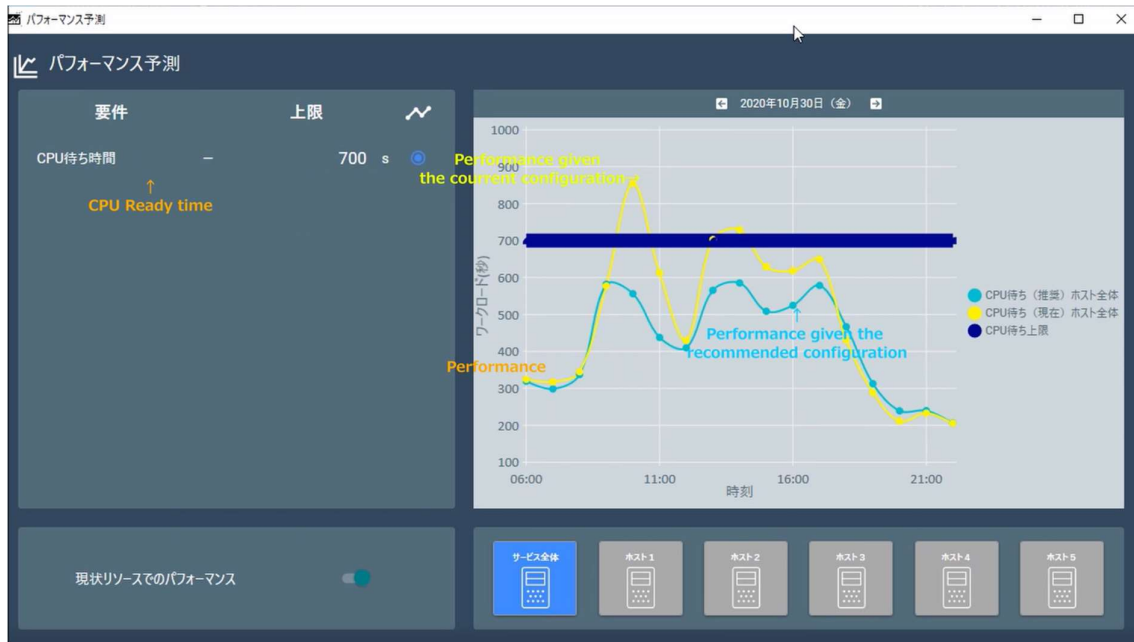 パフォーマンス予測
パフォーマンス予測
要件 上限
CPU待ち時間 – 700 s
↑
CPU Ready time
2020年10月30日（金）
Performance given
the courrent configuration→
1000
900
800
700
600
500
400
300
200
100
ワークロード(秒)
Performance
↑
Performance given the
recommended configuration
06:00 11:00 16:00 21:00
時刻
CPU待ち（推奨）ホスト全体
CPU待ち（現在）ホスト全体
CPU待ち上限
現状リソースでのパフォーマンス
サービス全体 ホスト1 ホスト2 ホスト3 ホスト4 ホスト5